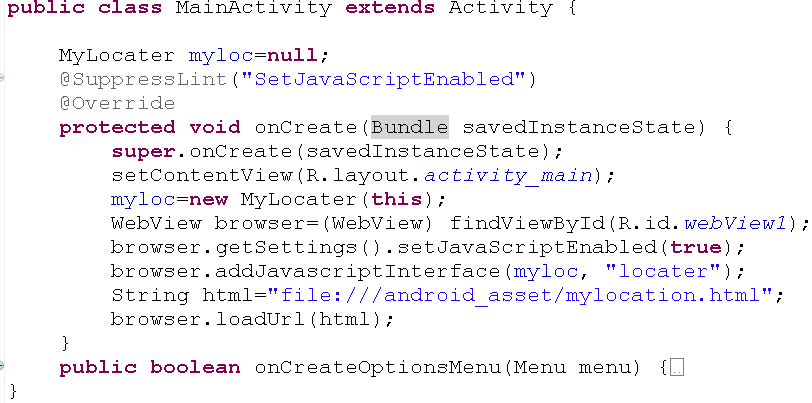 public class MainActivity extends Activity {
MyLocater myloc=null;
@SuppressLint("SetJavaScriptEnabled")
@Override
protected void onCreate(Bundle savedInstanceState) {
super.onCreate(savedInstanceState);
setContentView(R.layout.activity_main);
myloc=new MyLocater(this);
WebView browser=(WebView) findViewById(R.id.webView1);
browser.getSettings().setJavaScriptEnabled(true);
browser.addJavascriptInterface(myloc, "locater");
String html="file:///android_asset/mylocation.html";
browser.loadUrl(html);
}
public boolean onCreateOptionsMenu(Menu menu) {
}